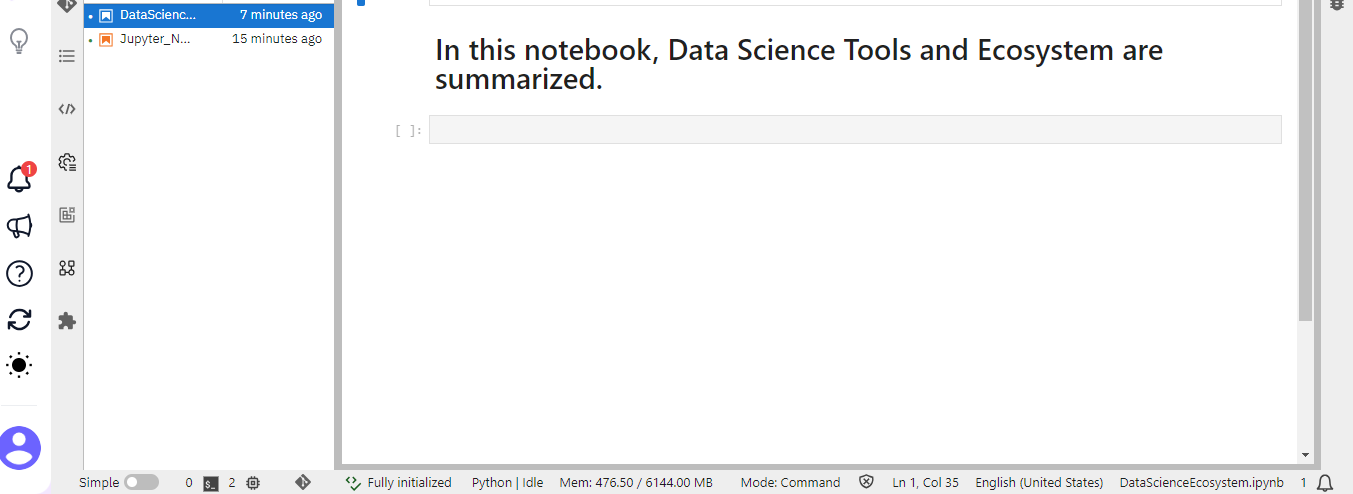 DataScienc... 7 minutes ago
Jupyter_N... 15 minutes ago
In this notebook, Data Science Tools and Ecosystem are
summarized.
[ ]:
1
Simple 0 $_ 2 Fully initialized Python | Idle Mem: 476.50 / 6144.00 MB Mode: Command Ln 1, Col 35 English (United States) DataScienceEcosystem.ipynb 1